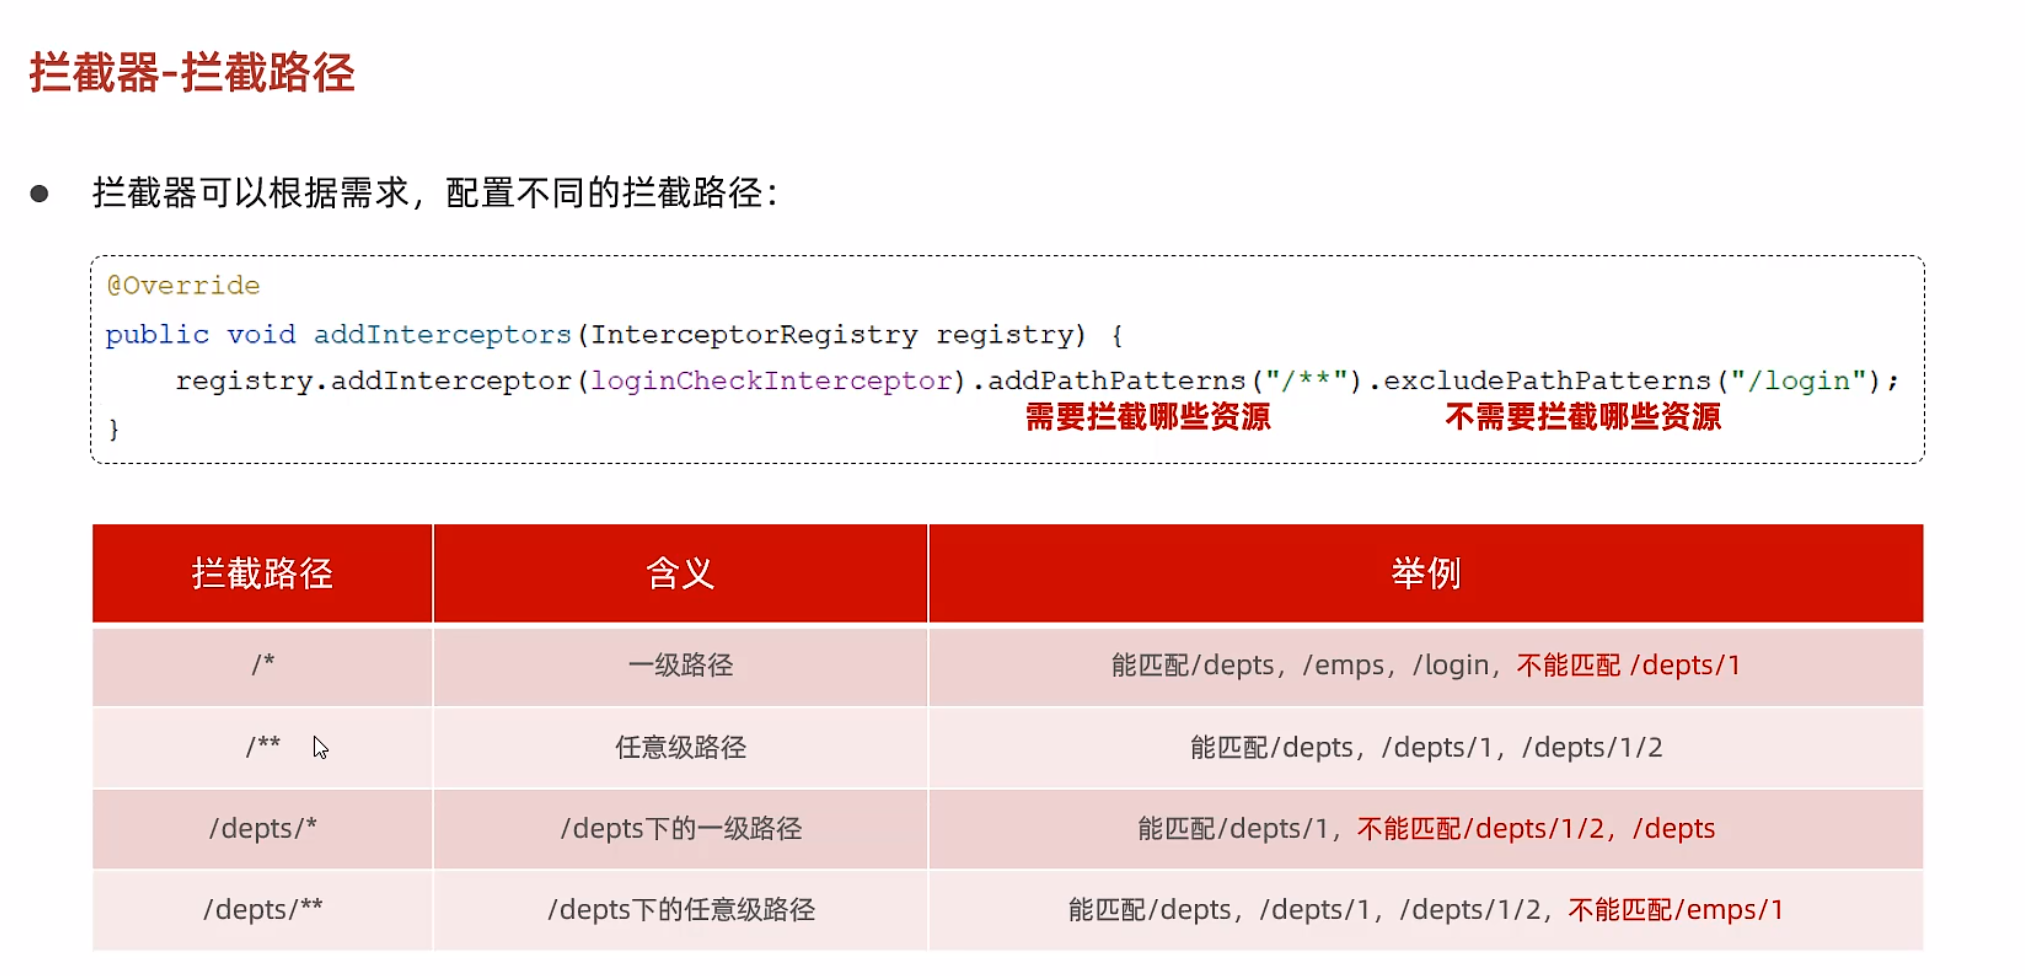 拦截器-拦截路径
● 拦截器可以根据需求，配置不同的拦截路径：
@Override
public void addInterceptors(InterceptorRegistry registry) {
registry.addInterceptor(loginCheckInterceptor).addPathPatterns("/**").excludePathPatterns("/login");
需要拦截哪些资源 不需要拦截哪些资源
}
拦截路径 含义 举例
/* 一级路径 能匹配/depts，/emps，/login，不能匹配 /depts/1
/** 任意级路径 能匹配/depts，/depts/1，/depts/1/2
/depts/* /depts下的一级路径 能匹配/depts/1，不能匹配/depts/1/2，/depts
/depts/** /depts下的任意级路径 能匹配/depts，/depts/1，/depts/1/2，不能匹配/emps/1